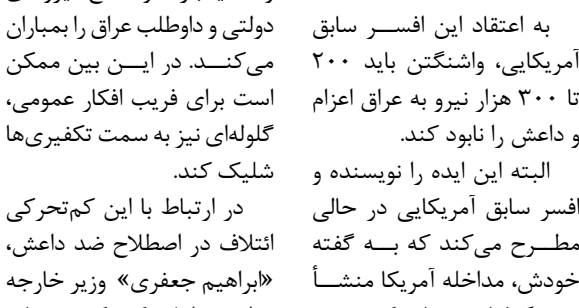 به اعتقاد این افسر سابق
آمریکایی، واشنگتن باید ۲۰۰
تا ۳۰۰ هزار نیرو به عراق اعزام
و داعش را نابود کند.
البته این ایده را نویسنده و
افسر سابق آمریکایی در حالی
مطرح می‌کند که به گفته
خودش، مداخله آمریکا منشأ
دولتی و داوطلب عراق را بمباران
می‌کند. در این بین ممکن
است برای فریب افکار عمومی،
گلوله‌ای نیز به سمت تکفیری‌ها
شلیک کند.
در ارتباط با این کم‌تحرکی
ائتلاف در اصطلاح ضد داعش،
«ابراهیم جعفری» وزیر خارجه